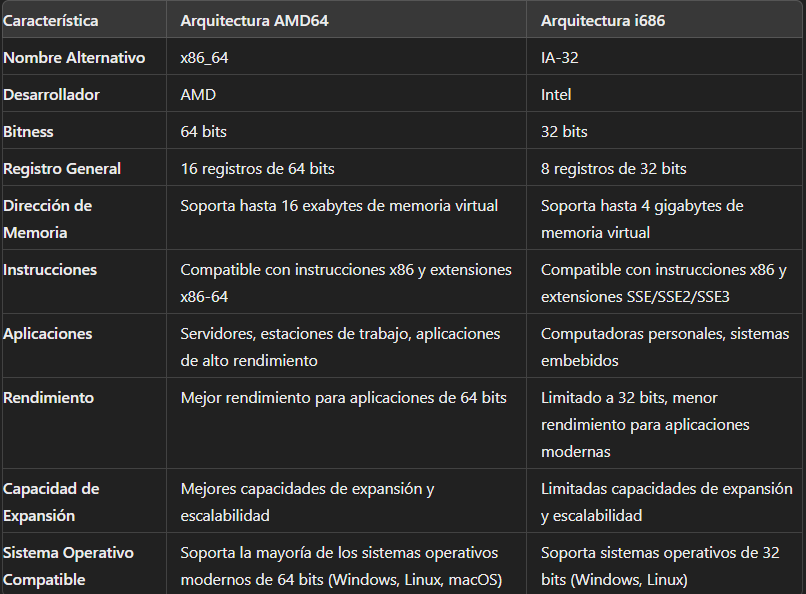 Característica Arquitectura AMD64 Arquitectura i686
Nombre Alternativo x86_64 IA-32
Desarrollador AMD Intel
Bitness 64 bits 32 bits
Registro General 16 registros de 64 bits 8 registros de 32 bits
Dirección de Memoria Soporta hasta 16 exabytes de memoria virtual Soporta hasta 4 gigabytes de memoria virtual
Instrucciones Compatible con instrucciones x86 y extensiones x86-64 Compatible con instrucciones x86 y extensiones SSE/SSE2/SSE3
Aplicaciones Servidores, estaciones de trabajo, aplicaciones de alto rendimiento Computadoras personales, sistemas embebidos
Rendimiento Mejor rendimiento para aplicaciones de 64 bits Limitado a 32 bits, menor rendimiento para aplicaciones modernas
Capacidad de Expansión Mejores capacidades de expansión y escalabilidad Limitadas capacidades de expansión y escalabilidad
Sistema Operativo Compatible Soporta la mayoría de los sistemas operativos modernos de 64 bits (Windows, Linux, macOS) Soporta sistemas operativos de 32 bits (Windows, Linux)